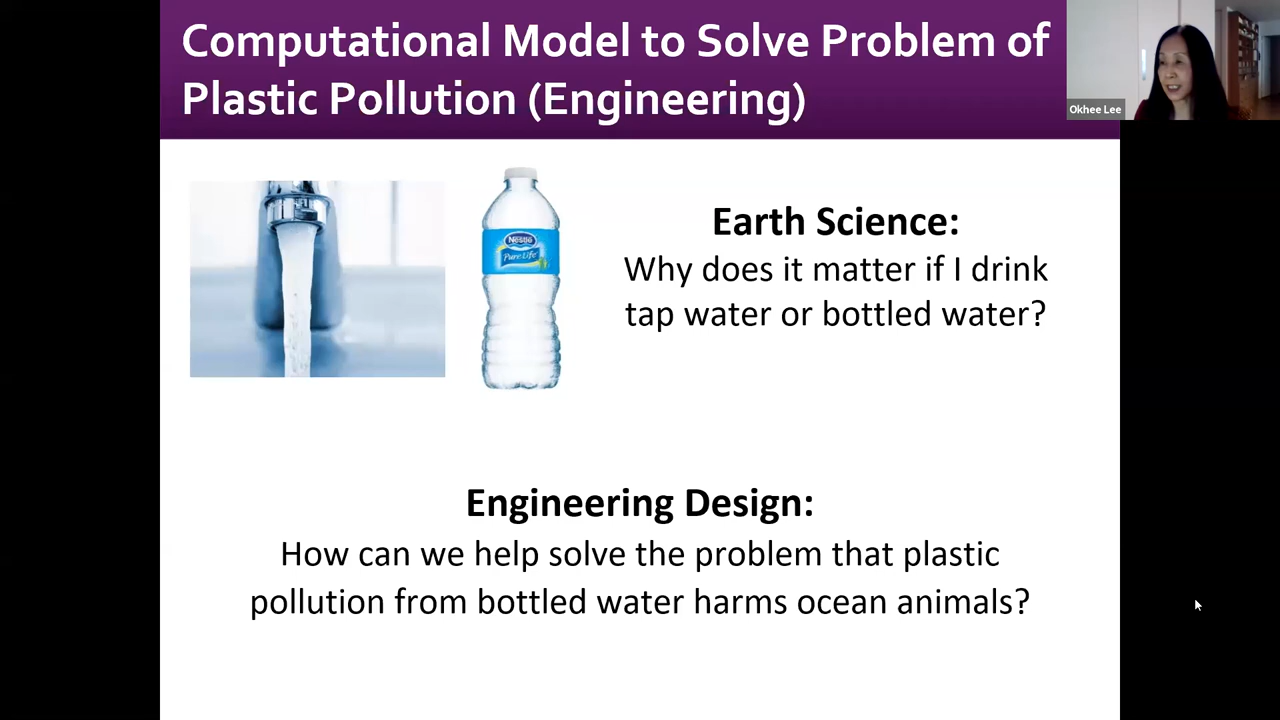 Computational Model to Solve Problem of
Plastic Pollution (Engineering)
Okhee Lee
Nestlé
Pure Life
Earth Science:
Why does it matter if I drink
tap water or bottled water?
Engineering Design:
How can we help solve the problem that plastic
pollution from bottled water harms ocean animals?